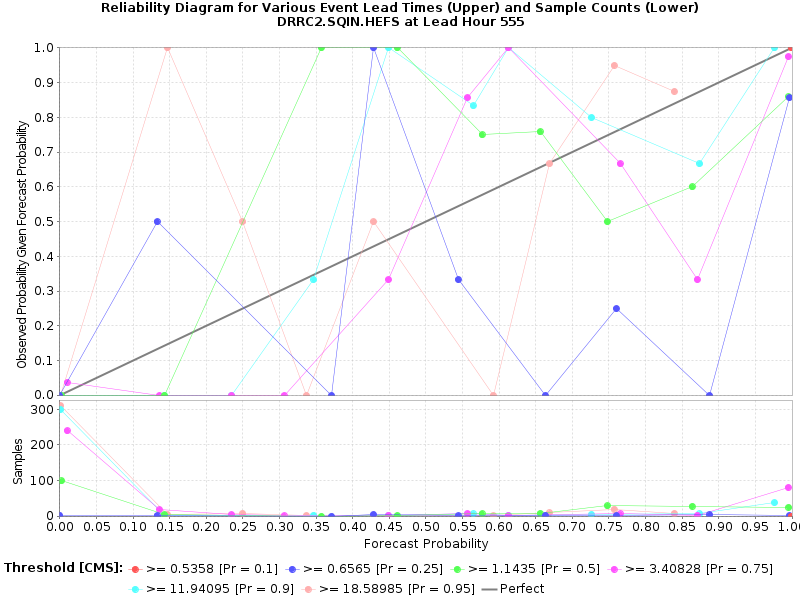 Reliability Diagram for Various Event Lead Times (Upper) and Sample Counts (Lower)
DRRC2.SQIN.HEFS at Lead Hour 555
Observed Probability Given Forecast Probability
1.0
0.9
0.8
0.7
0.6
0.5
0.4
0.3
0.2
0.1
0.0
Samples
300
200
100
0
0.00 0.05 0.10 0.15 0.20 0.25 0.30 0.35 0.40 0.45 0.50 0.55 0.60 0.65 0.70 0.75 0.80 0.85 0.90 0.95 1.00
Forecast Probability
Threshold [CMS]: >= 0.5358 [Pr = 0.1] >= 0.6565 [Pr = 0.25] >= 1.1435 [Pr = 0.5] >= 3.40828 [Pr = 0.75]
>= 11.94095 [Pr = 0.9] >= 18.58985 [Pr = 0.95] Perfect